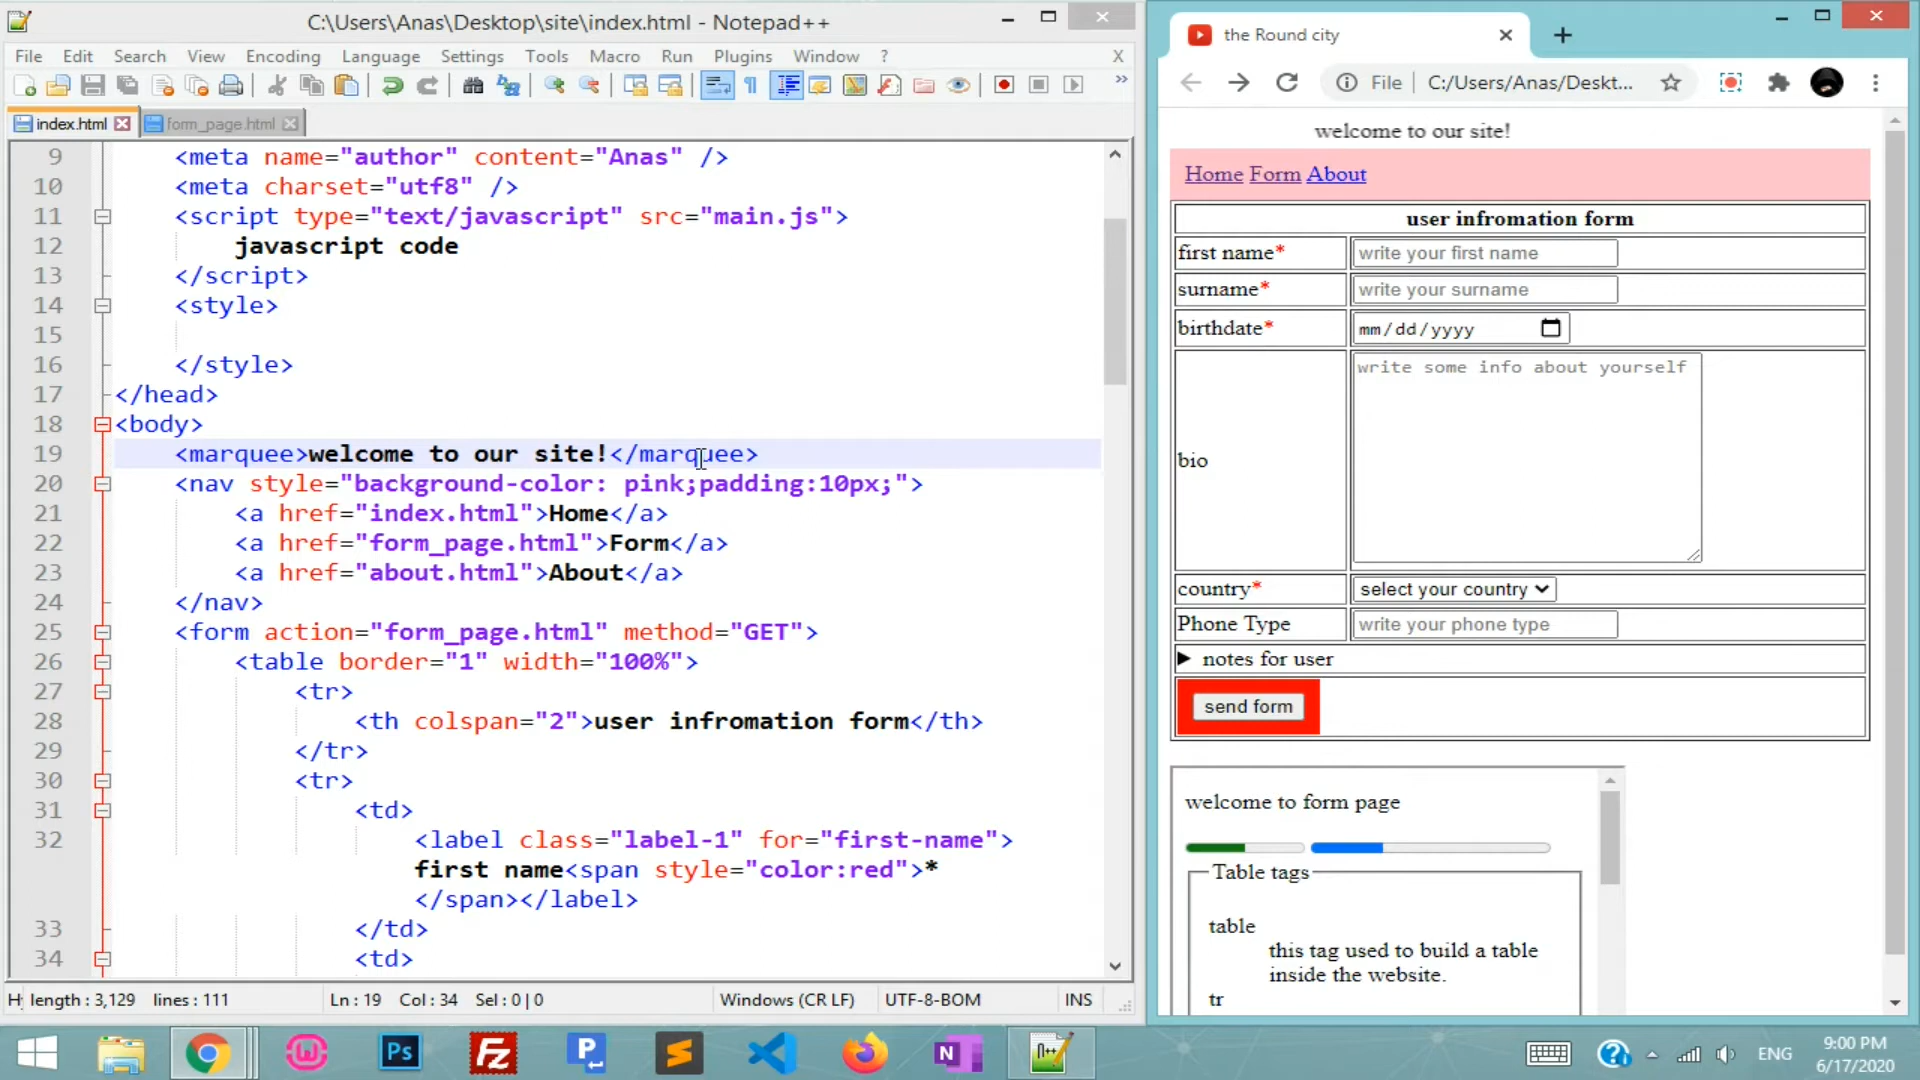 C:\Users\Anas\Desktop\site\index.html - Notepad++
File Edit Search View Encoding Language Settings Tools Macro Run Plugins Window ? X
index.html form_page.html
9 <meta name="author" content="Anas" />
10 <meta charset="utf8" />
11 <script type="text/javascript" src="main.js">
12 javascript code
13 </script>
14 <style>
15
16 </style>
17 </head>
18 <body>
19 <marquee>welcome to our site!</marquee>
20 <nav style="background-color: pink;padding:10px;">
21 <a href="index.html">Home</a>
22 <a href="form_page.html">Form</a>
23 <a href="about.html">About</a>
24 </nav>
25 <form action="form_page.html" method="GET">
26 <table border="1" width="100%">
27 <tr>
28 <th colspan="2">user infromation form</th>
29 </tr>
30 <tr>
31 <td>
32 <label class="label-1" for="first-name">
first name<span style="color:red">*
</span></label>
33 </td>
34 <td>
length : 3,129 lines : 111 Ln : 19 Col : 34 Sel : 0 | 0 Windows (CR LF) UTF-8-BOM INS
the Round city
File C:/Users/Anas/Deskt...
welcome to our site!
Home Form About
user infromation form
first name* write your first name
surname* write your surname
birthdate* mm/dd/yyyy
bio write some info about yourself
country* select your country
Phone Type write your phone type
notes for user
send form
welcome to form page
Table tags
table
this tag used to build a table
inside the website.
tr
Ps FZ P N n++
ENG
9:00 PM
6/17/2020